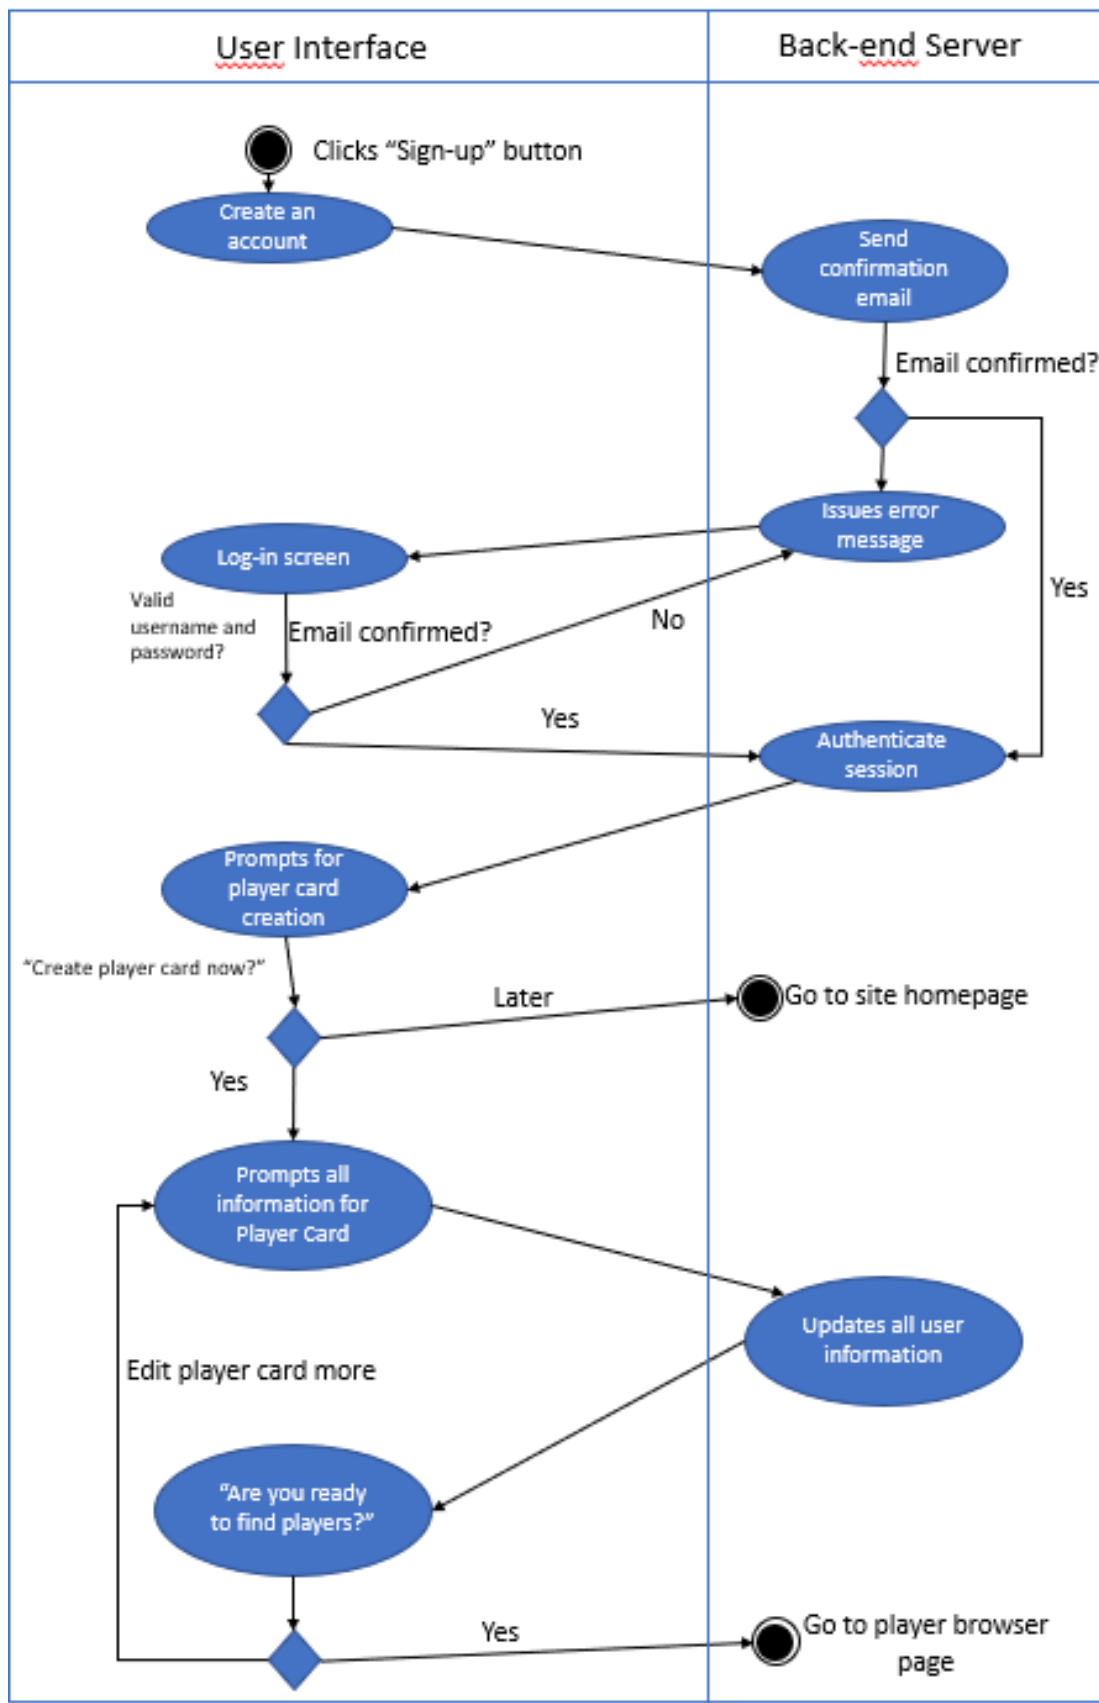 User Interface
Back-end Server
Clicks “Sign-up” button
Create an
account
Send
confirmation
email
Email confirmed?
Issues error
message
Log-in screen
Valid
username and
password?
Email confirmed?
No
Yes
Yes
Authenticate
session
Prompts for
player card
creation
“Create player card now?”
Later
Go to site homepage
Yes
Prompts all
information for
Player Card
Updates all user
information
Edit player card more
“Are you ready
to find players?”
Yes
Go to player browser
page